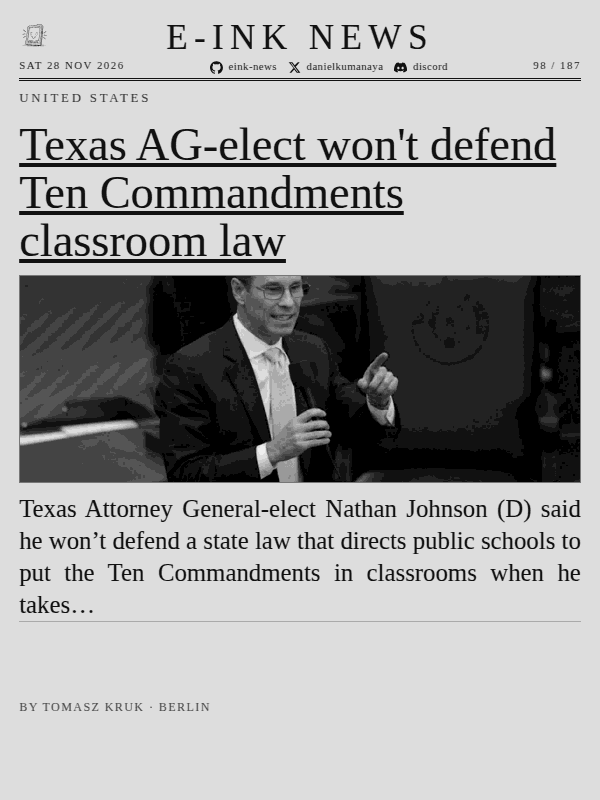 E-INK NEWS
SAT 28 NOV 2026
eink-news
danielkumanaya
discord
98 / 187
UNITED STATES
Texas AG-elect won't defend
Ten Commandments
classroom law
Texas Attorney General-elect Nathan Johnson (D) said
he won’t defend a state law that directs public schools to
put the Ten Commandments in classrooms when he
takes…
BY TOMASZ KRUK · BERLIN